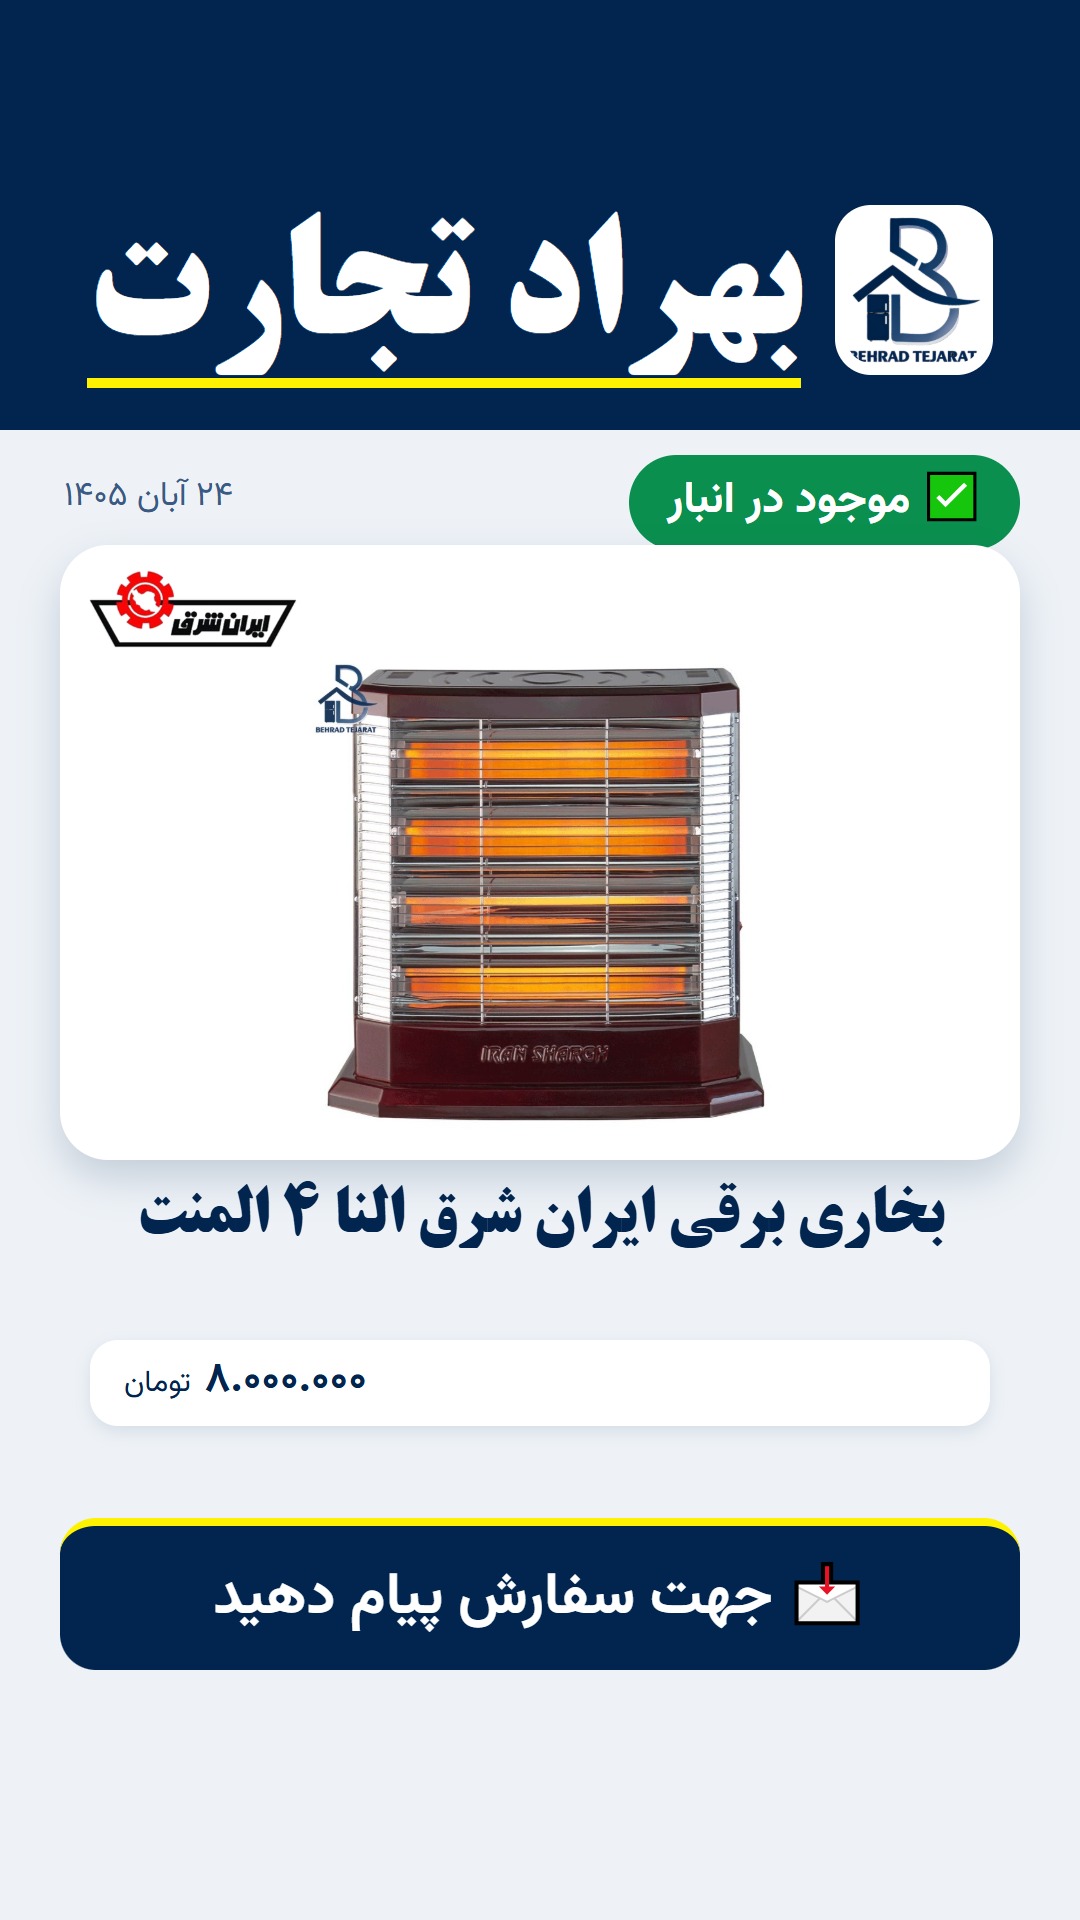 بهراد تجارت
BEHRAD TEJARAT
موجود در انبار
۲۴ آبان ۱۴۰۵
ایران شرق
BEHRAD TEJARAT
IRAN SHARGH
بخاری برقی ایران شرق النا ۴ المنت
۸.۰۰۰.۰۰۰ تومان
جهت سفارش پیام دهید